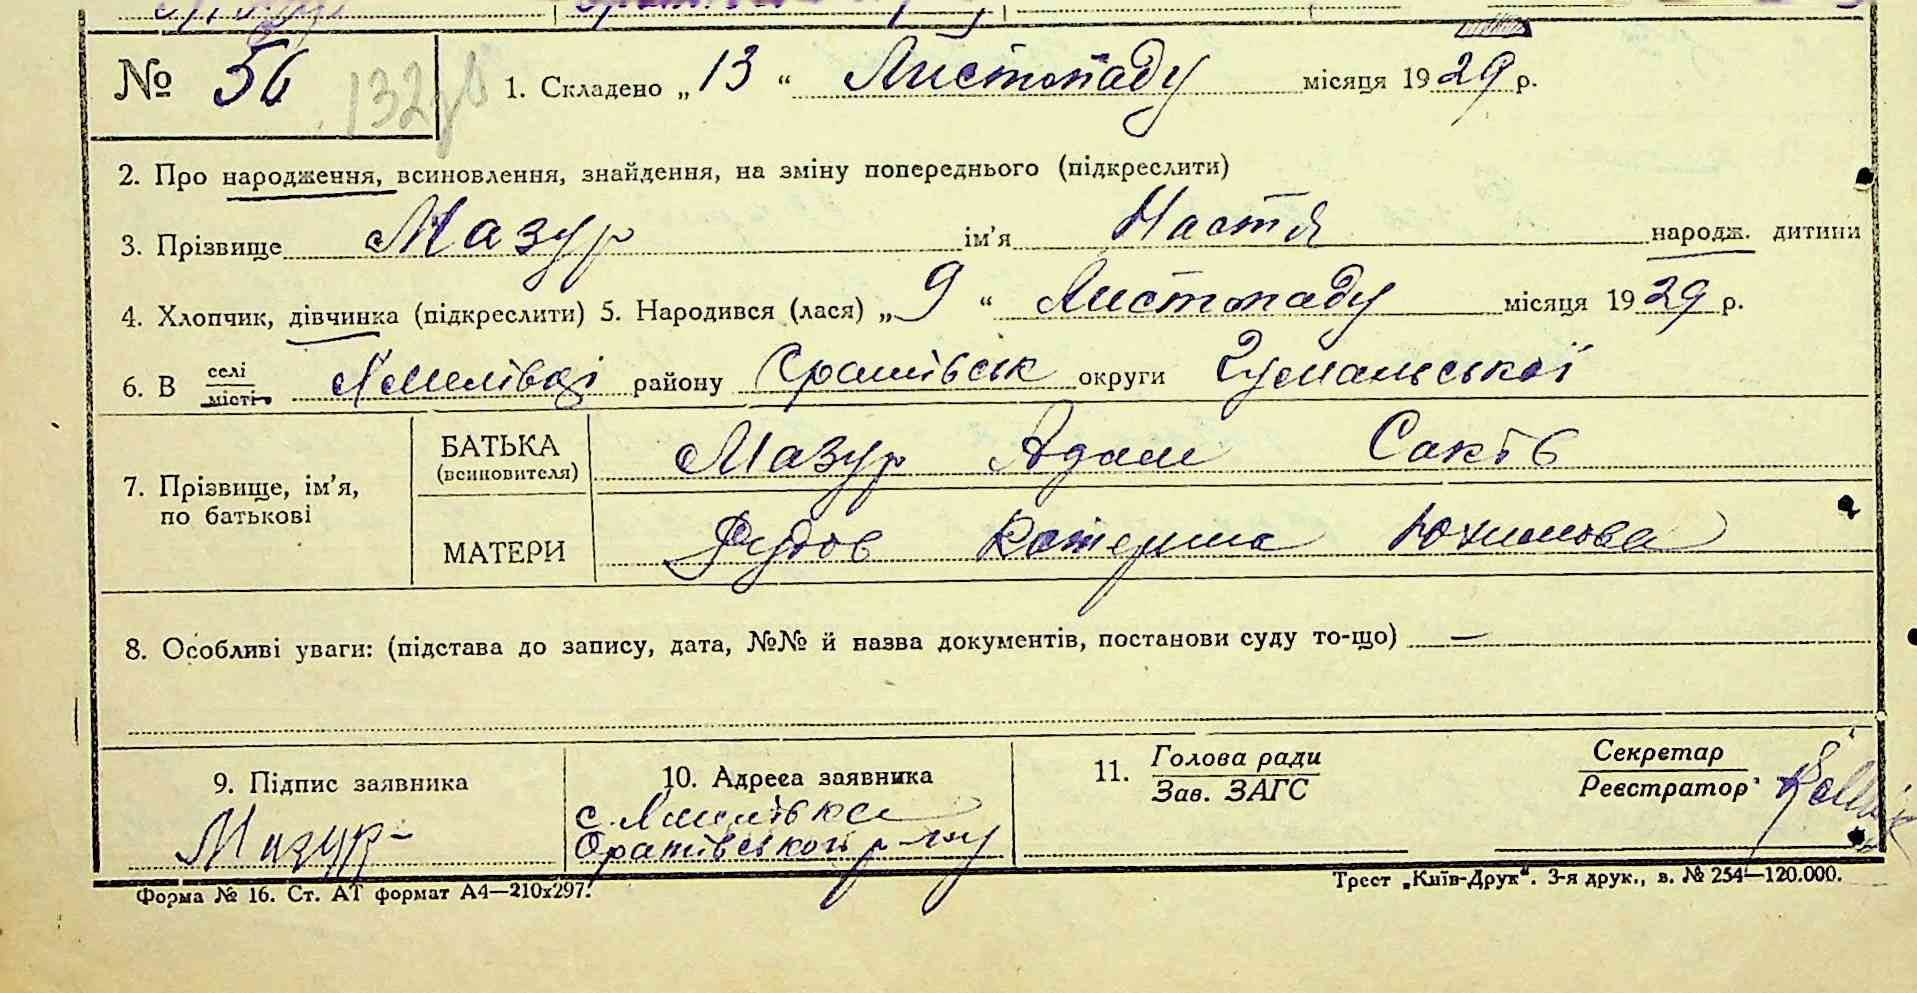 № 56 132
1. Складено „13“ Листопаду місяця 1929 р.
2. Про народження, всиновлення, знайдення, на зміну попереднього (підкреслити)
3. Прізвище Мазур ім'я Настя народж. дитини
4. Хлопчик, дівчинка (підкреслити) 5. Народився (лася) „9“ Листопаду місяця 1929 р.
6. В селі місті району округи Гуманьської
7. Прізвище, ім'я, по батькові
БАТЬКА (всиновителя) Мазур Адам Сактів
МАТЕРИ Катерина Юхимова
8. Особливі уваги: (підстава до запису, дата, №№ й назва документів, постанови суду то-що) —
9. Підпис заявника
Мазур
10. Адреса заявника
с.
Оратівського р-ну
11. Голова ради
Зав. ЗАГС
Секретар
Реєстратор
Форма № 16. Ст. АТ формат А4—210х297.
Трест „Київ-Друк“. 3-я друк., в. № 254—120.000.